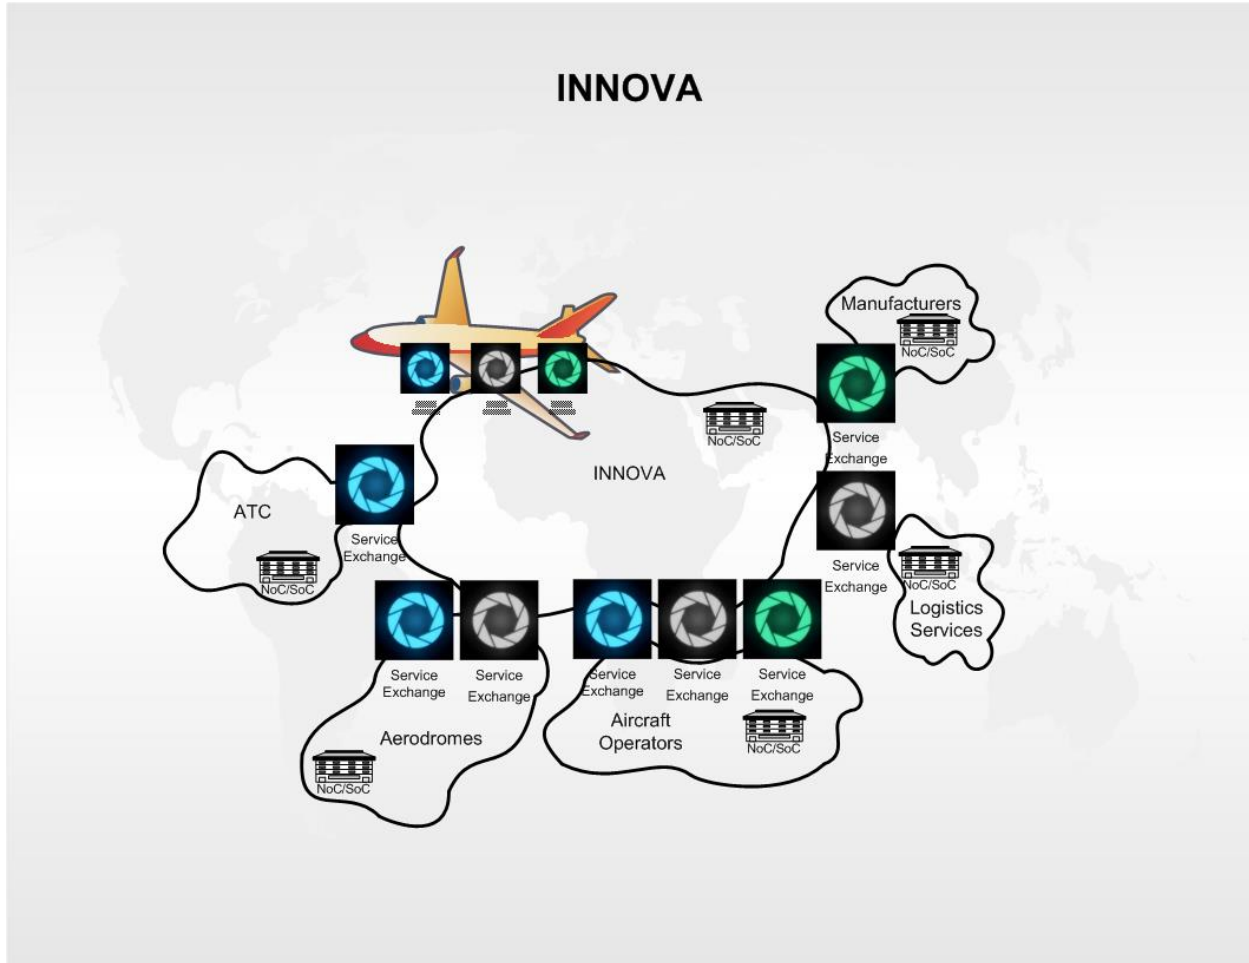 INNOVA
Manufacturers
NoC/SoC
NoC/SoC
Service
Exchange
INNOVA
ATC
NoC/SoC
Service
Exchange
Service
Exchange
NoC/SoC
Logistics
Services
Service
Exchange
Service
Exchange
Aerodromes
NoC/SoC
Service
Exchange
Service
Exchange
Service
Exchange
Aircraft
Operators
NoC/SoC